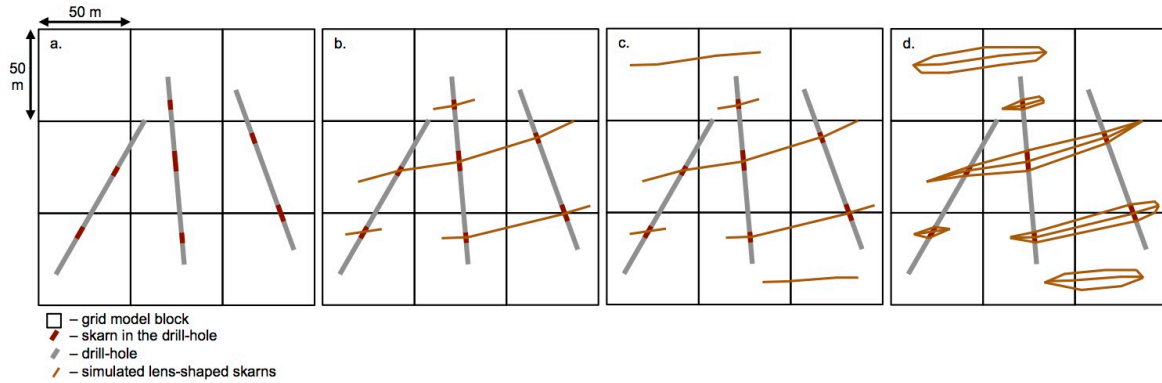 50 m
50
m
a.
b.
c.
d.
– grid model block
– skarn in the drill-hole
– drill-hole
– simulated lens-shaped skarns